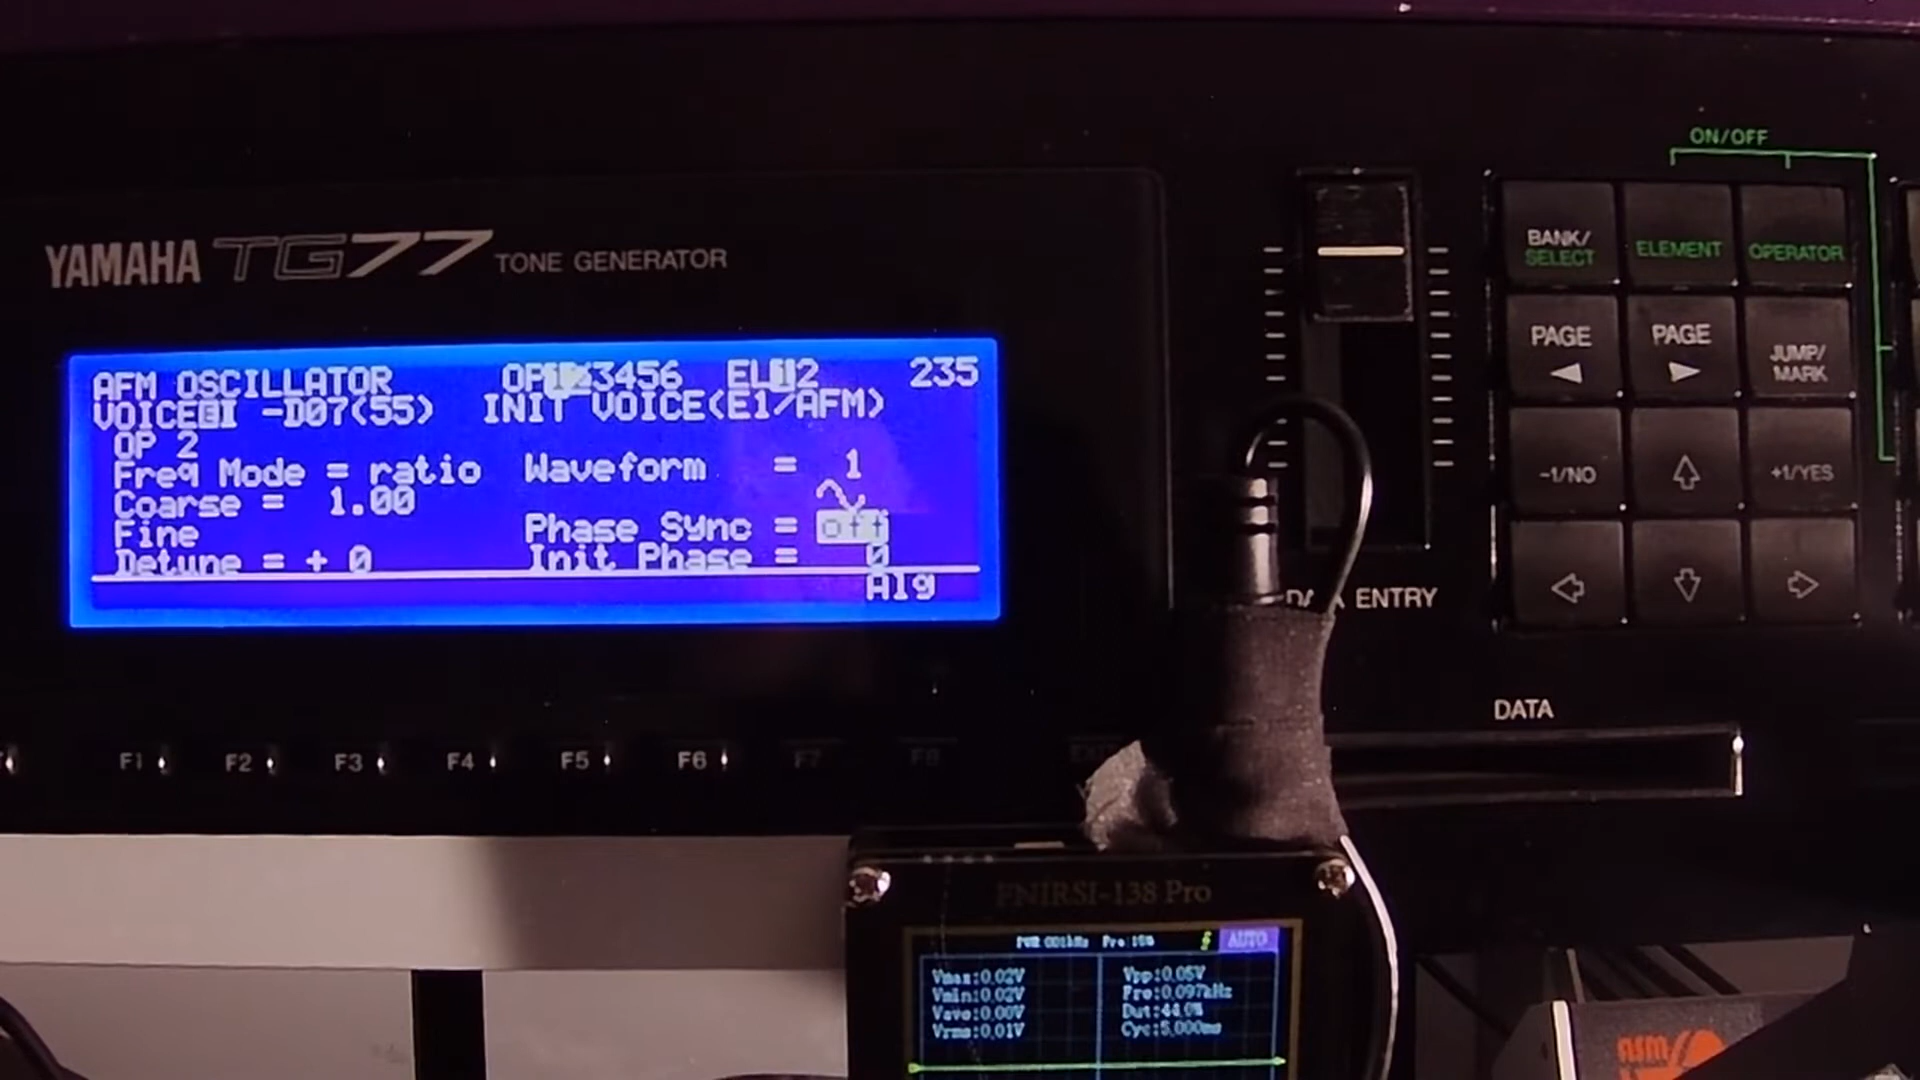 ON/OFF
YAMAHA TG77 TONE GENERATOR
BANK/
SELECT
ELEMENT
OPERATOR
PAGE
PAGE
JUMP/
MARK
-1/NO
+1/YES
AFM OSCILLATOR 3456 235
VOICE -D07(55) INIT VOICE(E1/AFM)
OP 2
Freq Mode = ratio Waveform = 1
Coarse = 1.00
Fine Phase Sync = off
Detune = + 0 Init Phase = 0
Alg
ENTRY
DATA
F1 F2 F3 F4 F5 F6 F7 F8
FNIRSI-138 Pro
AUTO
Vmax:0.02V Vpp:0.05V
Vmin:0.02V Fre:0.097kHz
Vave:0.00V Dut:44.0%
Vrms:0.01V Cyc:5.000ms
ASM